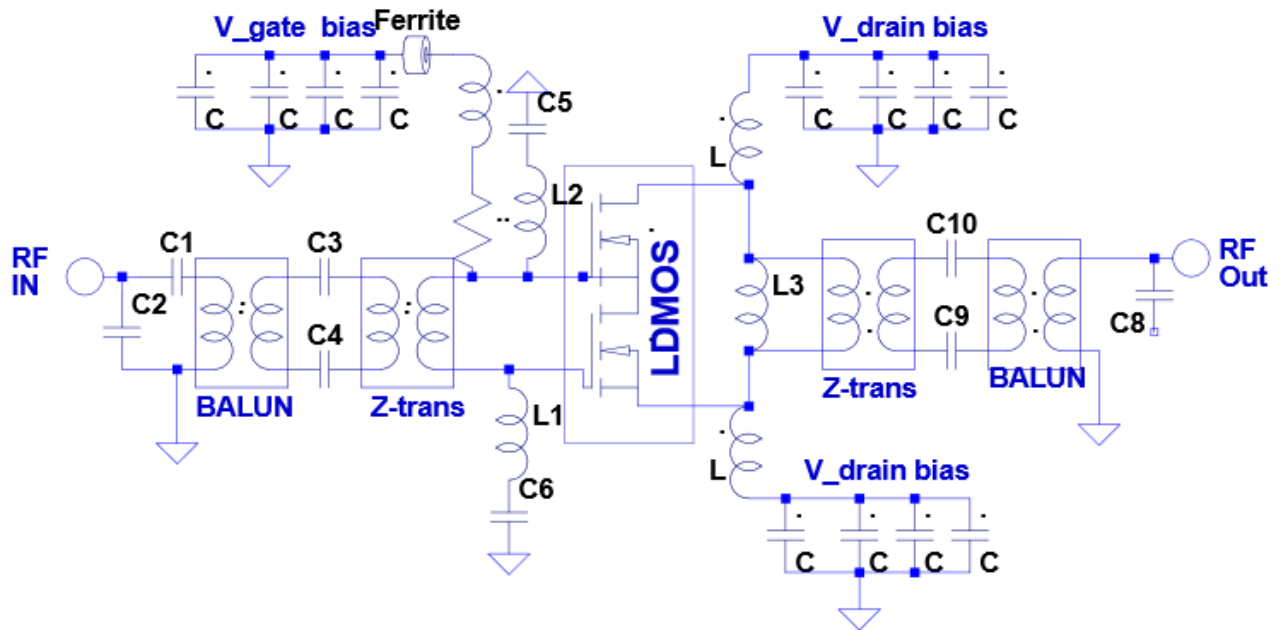 V_gate bias
Ferrite
V_drain bias
C C C C
C5
L
C C C C
L2
C10
RF
IN
C1
C3
C2
C4
LDMOS
L3
C9
RF
Out
C8
BALUN
Z-trans
Z-trans
BALUN
L1
C6
L
V_drain bias
C C C C